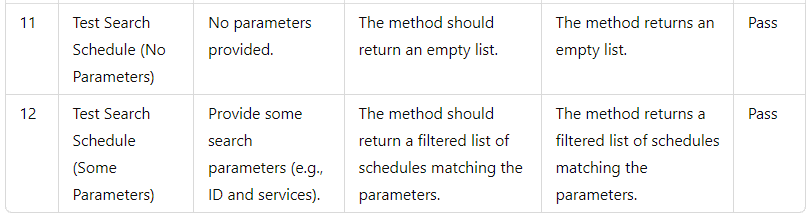 11 Test Search No parameters The method should The method returns an Pass
Schedule (No provided. return an empty list. empty list.
Parameters)
12 Test Search Provide some The method should The method returns a Pass
Schedule search return a filtered list of filtered list of schedules
(Some parameters (e.g., schedules matching the matching the
Parameters) ID and services). parameters. parameters.